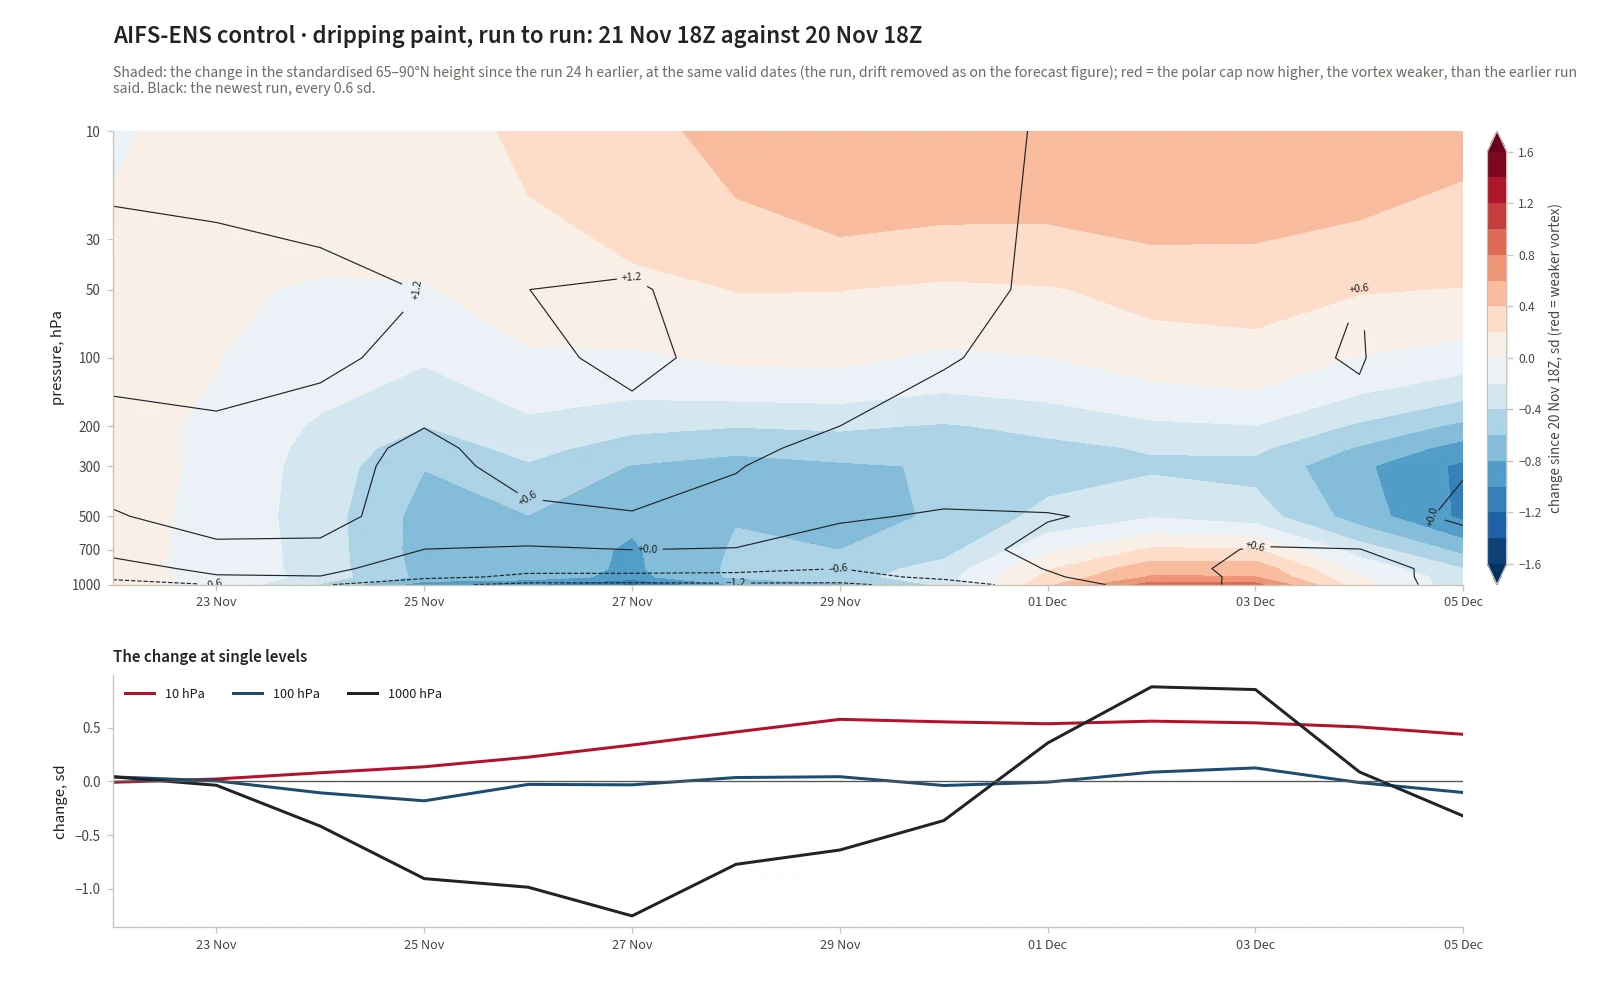 AIFS-ENS control · dripping paint, run to run: 21 Nov 18Z against 20 Nov 18Z
Shaded: the change in the standardised 65–90°N height since the run 24 h earlier, at the same valid dates (the run, drift removed as on the forecast figure); red = the polar cap now higher, the vortex weaker, than the earlier run
said. Black: the newest run, every 0.6 sd.
pressure, hPa
10
30
50
100
200
300
500
700
1000
+1.2
+1.2
+0.6
+0.6
+0.0
+0.0
+0.6
−0.6
−1.2
0.6
23 Nov
25 Nov
27 Nov
29 Nov
01 Dec
03 Dec
05 Dec
1.6
1.2
0.8
0.4
0.0
−0.4
−0.8
−1.2
−1.6
change since 20 Nov 18Z, sd (red = weaker vortex)
The change at single levels
10 hPa
100 hPa
1000 hPa
change, sd
0.5
0.0
−0.5
−1.0
23 Nov
25 Nov
27 Nov
29 Nov
01 Dec
03 Dec
05 Dec